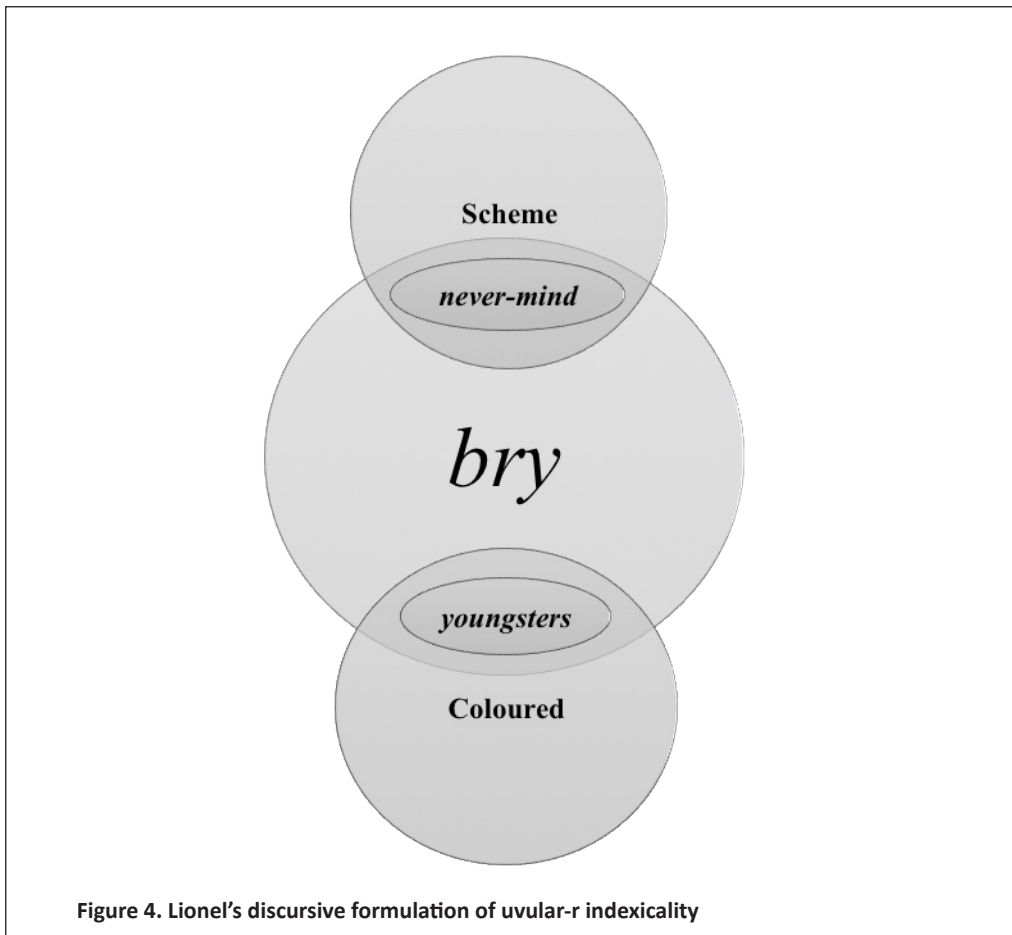 Scheme
never-mind
bry
youngsters
Coloured
Figure 4. Lionel’s discursive formulation of uvular-r indexicality